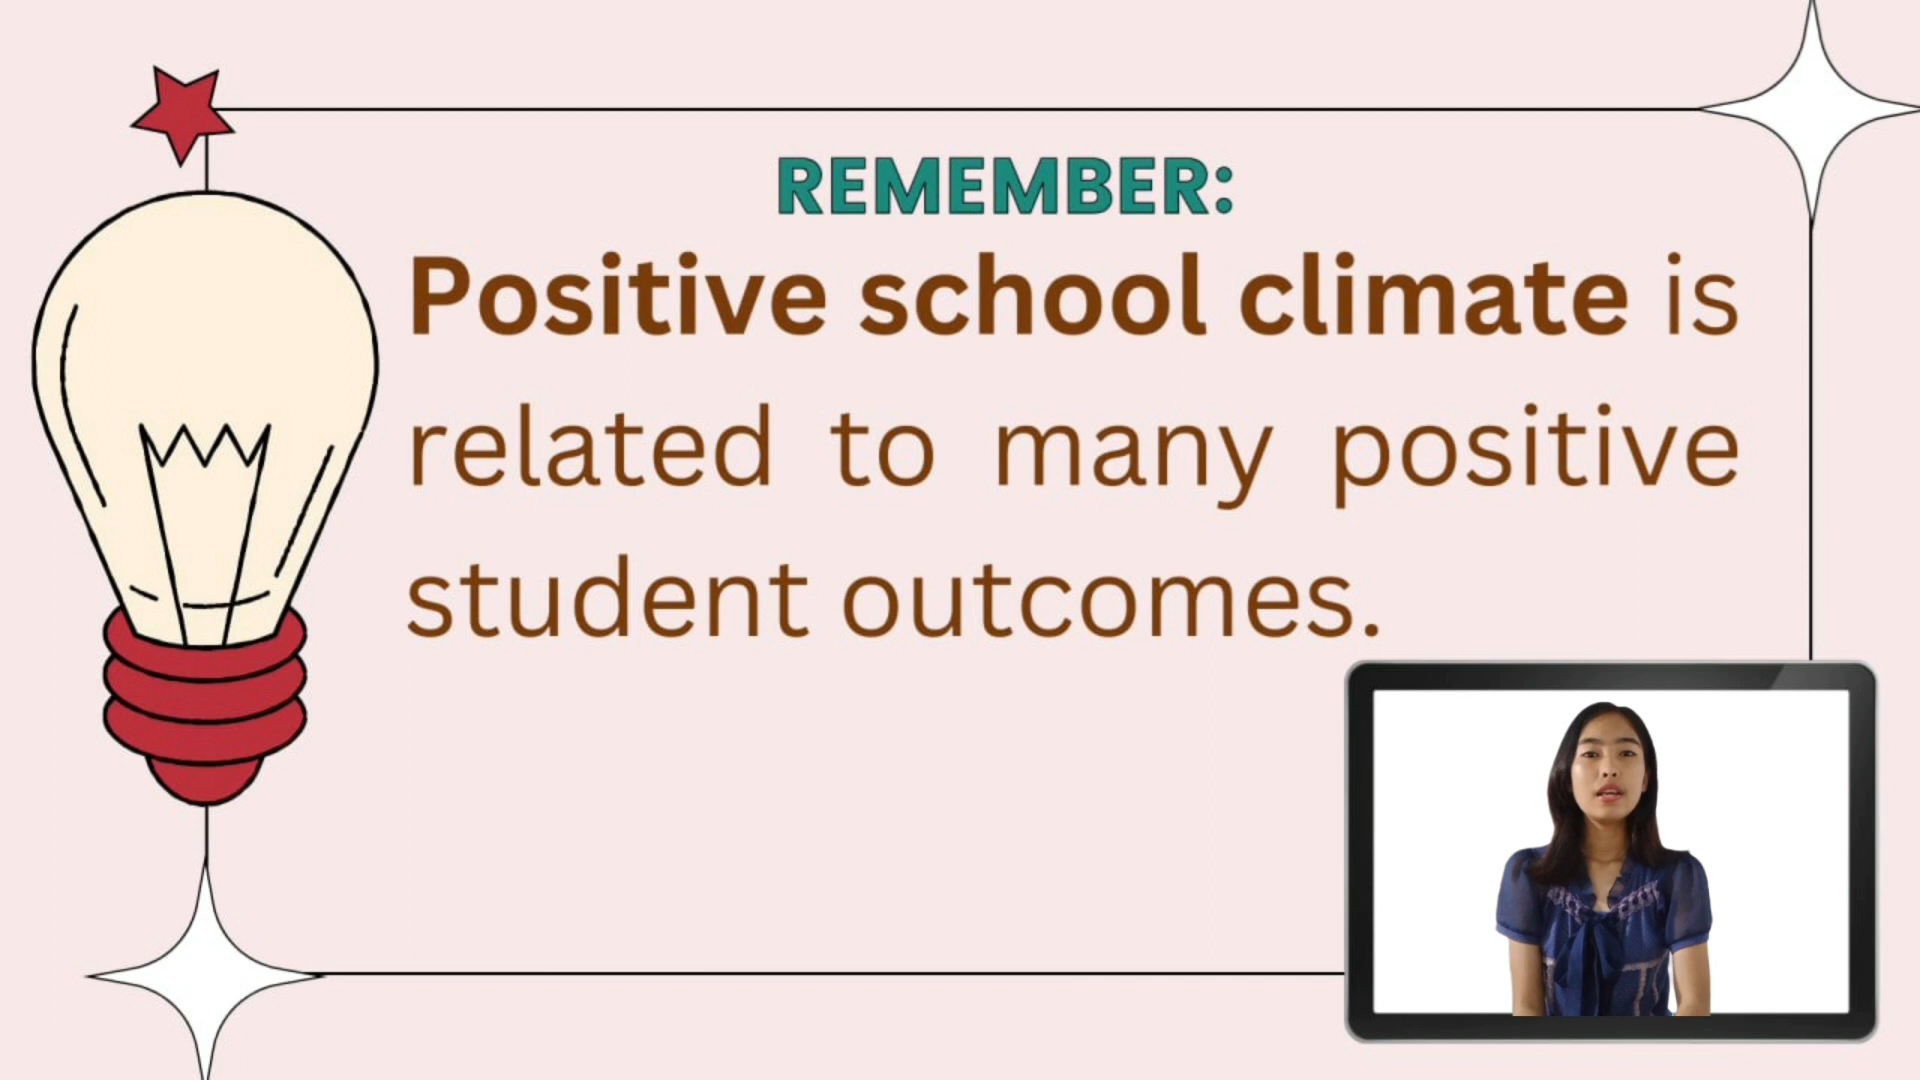 REMEMBER:
Positive school climate is
related to many positive
student outcomes.